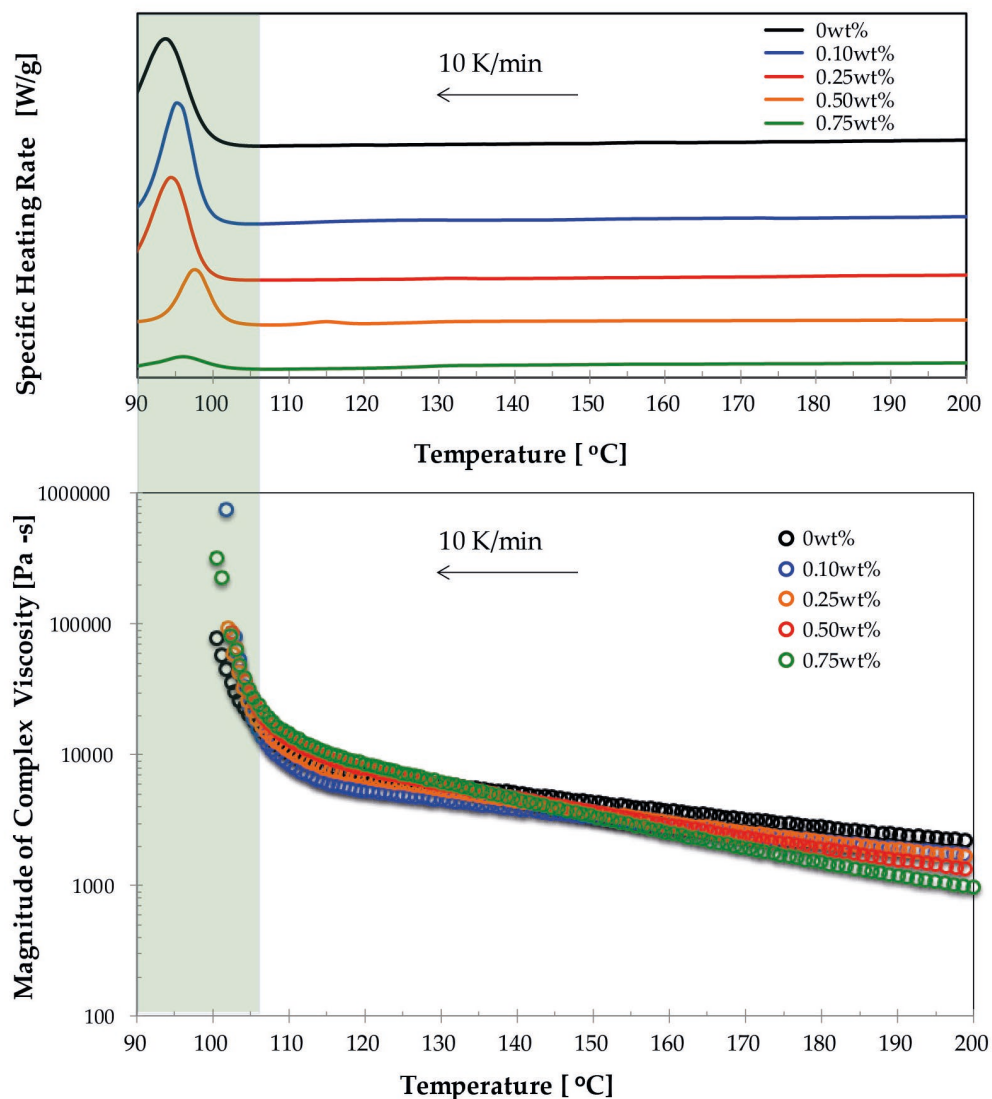 Specific Heating Rate [W/g]
0wt%
0.10wt%
0.25wt%
0.50wt%
0.75wt%
10 K/min
90 100 110 120 130 140 150 160 170 180 190 200
Temperature [ ºC]
Magnitude of Complex Viscosity [Pa -s]
1000000
100000
10000
1000
100
10 K/min
0wt%
0.10wt%
0.25wt%
0.50wt%
0.75wt%
90 100 110 120 130 140 150 160 170 180 190 200
Temperature [ ºC]